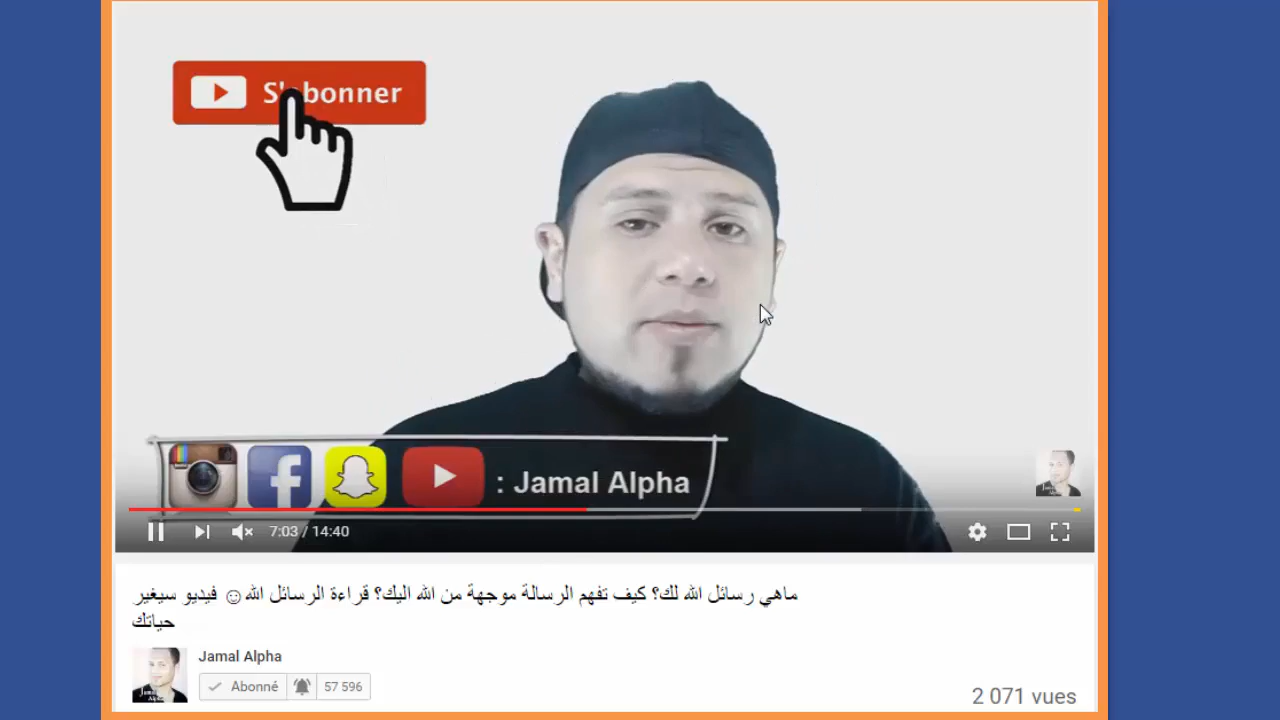 S'abonner
: Jamal Alpha
7:03 / 14:40
ماهي رسائل الله لك؟ كيف تفهم الرسالة موجهة من الله اليك؟ قراءة الرسائل الله☺ فيديو سيغير
حياتك
Jamal Alpha
Abonné 57 596
2 071 vues